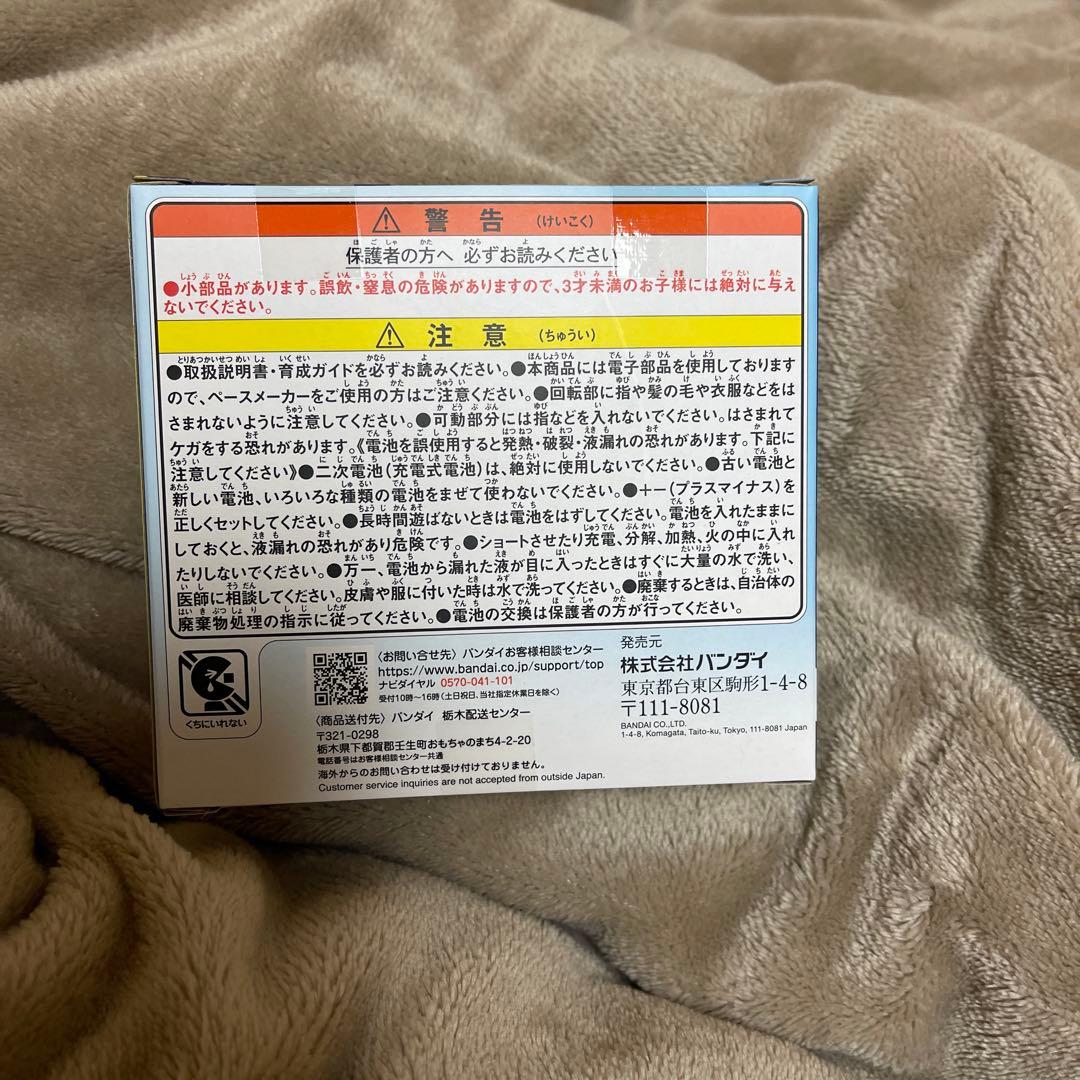 ⚠ 警告 (けいこく)
保護者の方へ 必ずお読みください
●小部品があります。誤飲・窒息の危険がありますので、3才未満のお子様には絶対に与え
ないでください。
⚠ 注意 (ちゅうい)
●取扱説明書・育成ガイドを必ずお読みください。●本商品には電子部品を使用しております
ので、ペースメーカーをご使用の方はご注意ください。●回転部に指や髪の毛や衣服などをは
さまれないように注意してください。●可動部分には指などを入れないでください。はさまれて
ケガをする恐れがあります。《電池を誤使用すると発熱・破裂・液漏れの恐れがあります。下記に
注意してください》●二次電池(充電式電池)は、絶対に使用しないでください。●古い電池と
新しい電池、いろいろな種類の電池をまぜて使わないでください。●+−(プラスマイナス)を
正しくセットしてください。●長時間遊ばないときは電池をはずしてください。電池を入れたままに
しておくと、液漏れの恐れがあり危険です。●ショートさせたり充電、分解、加熱、火の中に入れ
たりしないでください。●万一、電池から漏れた液が目に入ったときはすぐに大量の水で洗い、
医師に相談してください。皮膚や服に付いた時は水で洗ってください。●廃棄するときは、自治体の
廃棄物処理の指示に従ってください。●電池の交換は保護者の方が行ってください。
くちにいれない
〈お問い合せ先〉バンダイお客様相談センター
https://www.bandai.co.jp/support/top
ナビダイヤル 0570-041-101
受付10時〜16時(土日祝日、当社指定休業日を除く)
〈商品送付先〉バンダイ 栃木配送センター
〒321-0298
栃木県下都賀郡壬生町おもちゃのまち4-2-20
電話番号はお客様相談センター共通
海外からのお問い合わせは受け付けておりません。
Customer service inquiries are not accepted from outside Japan.
発売元
株式会社バンダイ
東京都台東区駒形1-4-8
〒111-8081
BANDAI CO.,LTD.
1-4-8, Komagata, Taito-ku, Tokyo, 111-8081 Japan